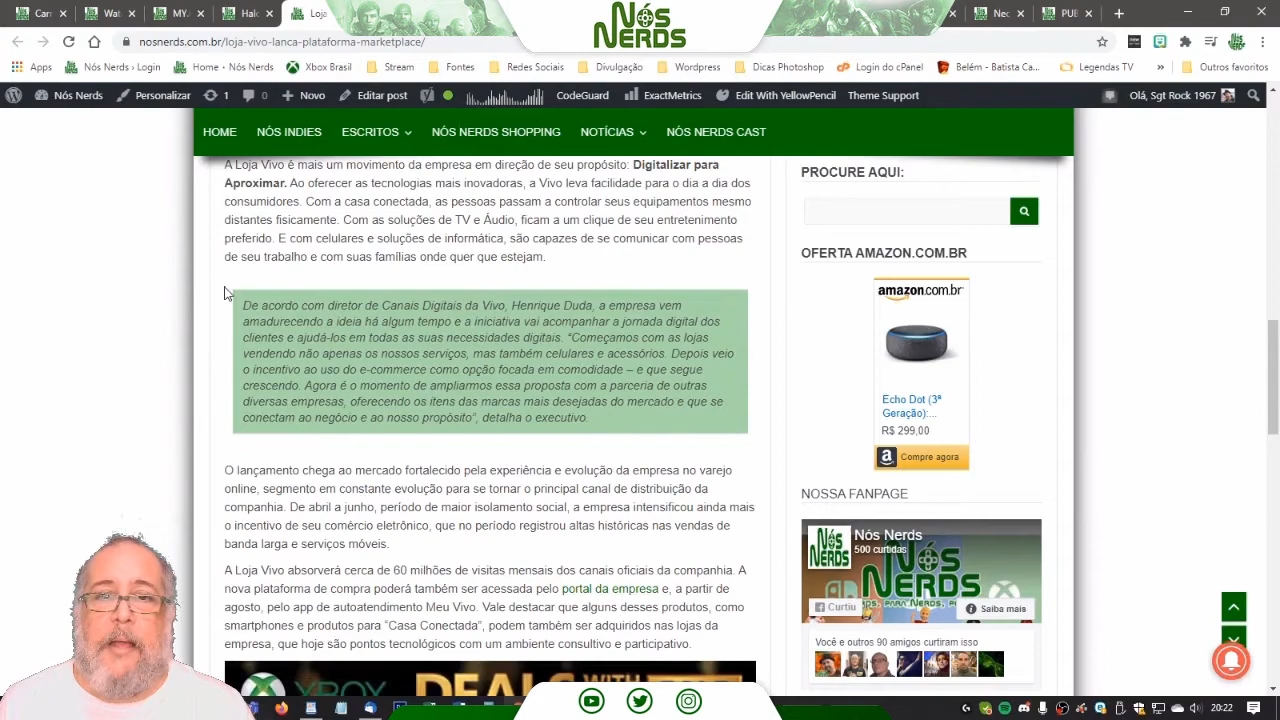 Car
Wat
M
Loj
NÓS
NERDS
Nec
PUB
nosnerds.com.br/loja-vivo-lanca-plataforma-marketplace/
Apps
Nós Nerds › Login
Home - Nós Nerds
Xbox Brasil
Stream
Fontes
Redes Sociais
Divulgação
Wordpress
Dicas Photoshop
Login do cPanel
Belém - Batista Ca...
Legendas TV
»
Outros favoritos
Nós Nerds
Personalizar
1
0
Novo
Editar post
CodeGuard
ExactMetrics
Edit With YellowPencil
Theme Support
Olá, Sgt Rock 1967
HOME
NÓS INDIES
ESCRITOS
NÓS NERDS SHOPPING
NOTÍCIAS
NÓS NERDS CAST
A Loja Vivo é mais um movimento da empresa em direção de seu propósito: Digitalizar para
Aproximar. Ao oferecer as tecnologias mais inovadoras, a Vivo leva facilidade para o dia a dia dos
consumidores. Com a casa conectada, as pessoas passam a controlar seus equipamentos mesmo
distantes fisicamente. Com as soluções de TV e Áudio, ficam a um clique de seu entretenimento
preferido. E com celulares e soluções de informática, são capazes de se comunicar com pessoas
de seu trabalho e com suas famílias onde quer que estejam.
De acordo com diretor de Canais Digitais da Vivo, Henrique Duda, a empresa vem
amadurecendo a ideia há algum tempo e a iniciativa vai acompanhar a jornada digital dos
clientes e ajudá-los em todas as suas necessidades digitais. “Começamos com as lojas
vendendo não apenas os nossos serviços, mas também celulares e acessórios. Depois veio
o incentivo ao uso do e-commerce como opção focada em comodidade – e que segue
crescendo. Agora é o momento de ampliarmos essa proposta com a parceria de outras
diversas empresas, oferecendo os itens das marcas mais desejadas do mercado e que se
conectam ao negócio e ao nosso propósito”, detalha o executivo.
O lançamento chega ao mercado fortalecido pela experiência e evolução da empresa no varejo
online, segmento em constante evolução para se tornar o principal canal de distribuição da
companhia. De abril a junho, período de maior isolamento social, a empresa intensificou ainda mais
o incentivo de seu comércio eletrônico, que no período registrou altas históricas nas vendas de
banda larga e serviços móveis.
A Loja Vivo absorverá cerca de 60 milhões de visitas mensais dos canais oficiais da companhia. A
nova plataforma de compra poderá também ser acessada pelo portal da empresa e, a partir de
agosto, pelo app de autoatendimento Meu Vivo. Vale destacar que alguns desses produtos, como
smartphones e produtos para “Casa Conectada”, podem também ser adquiridos nas lojas da
empresa, que hoje são pontos tecnológicos com um ambiente consultivo e participativo.
XBOX
DEALS WITH
PROCURE AQUI:
OFERTA AMAZON.COM.BR
amazon.com.br
Echo Dot (3ª
Geração):...
R$ 299,00
Compre agora
NOSSA FANPAGE
NÓS
NERDS
Nós Nerds
500 curtidas
NÓS
NERDS
Curtiu
Saiba mais
Você e outros 90 amigos curtiram isso
20:22